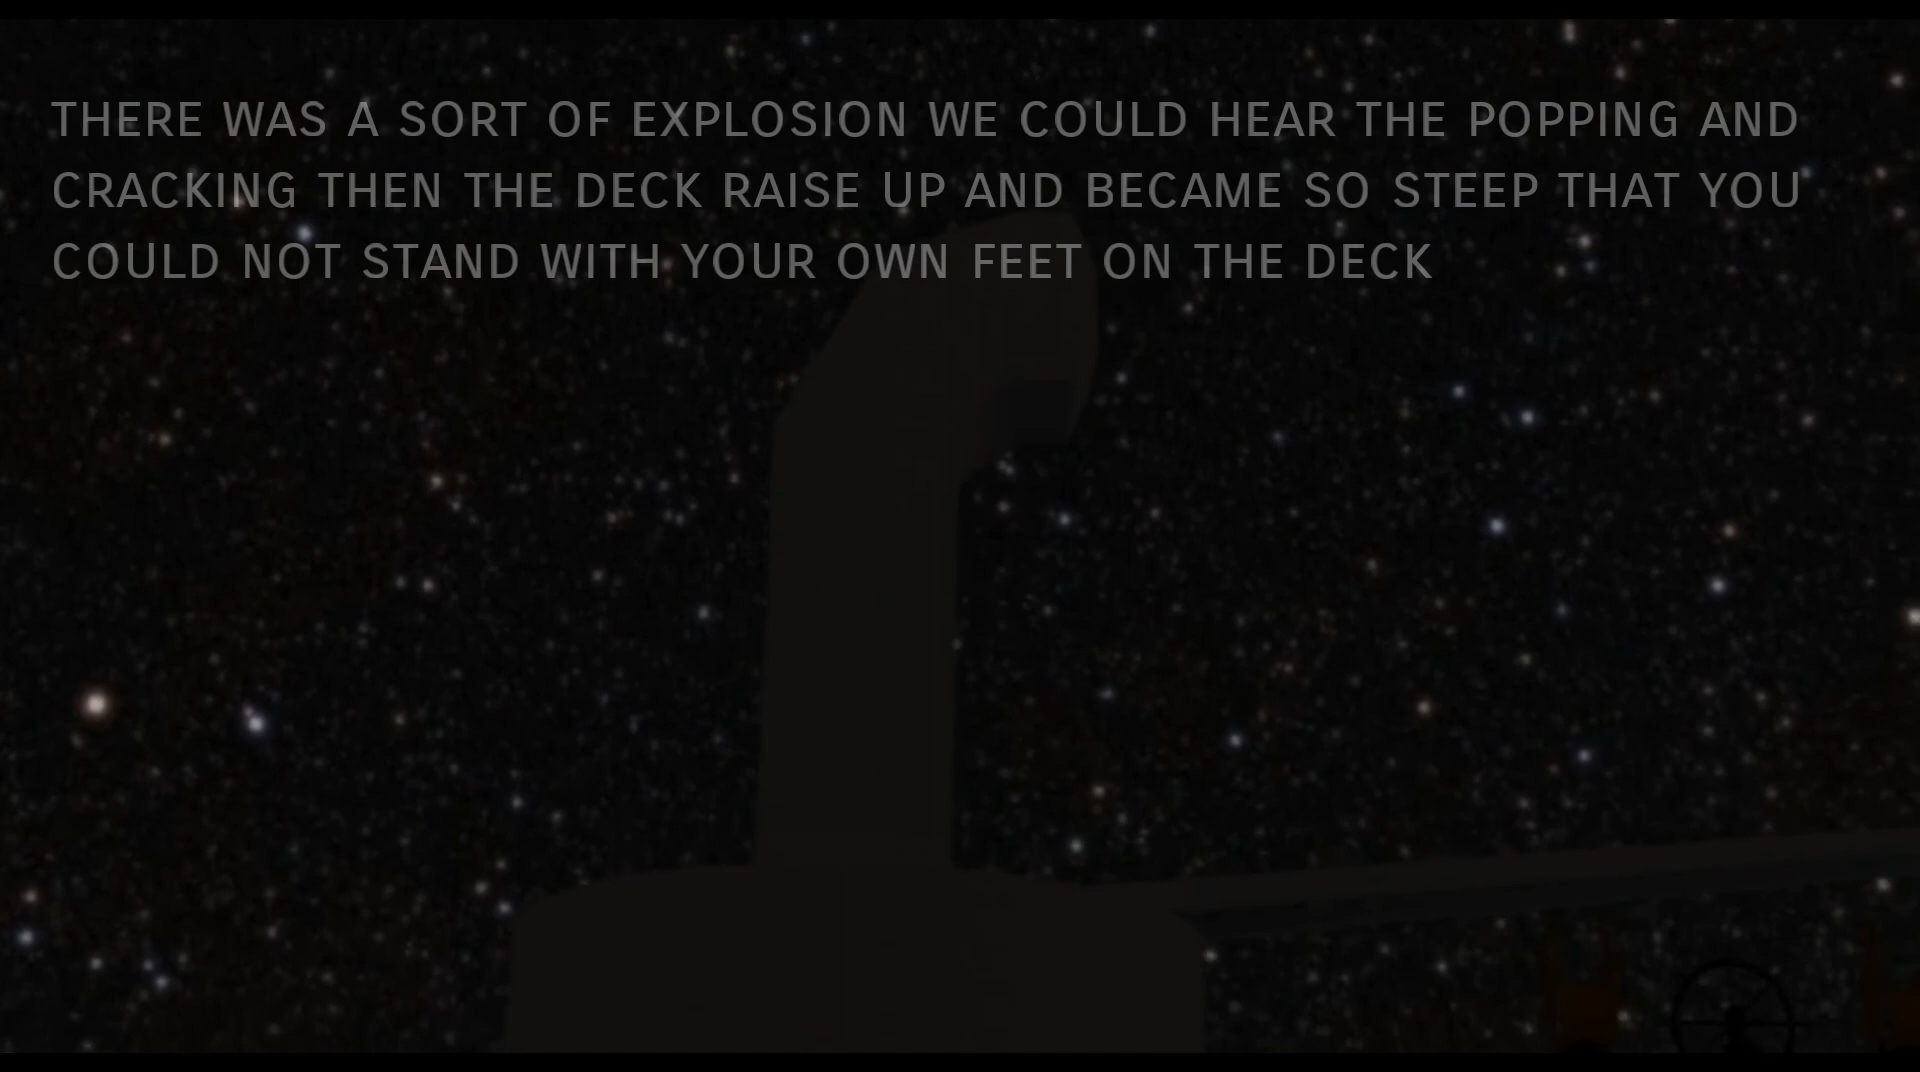 THERE WAS A SORT OF EXPLOSION WE COULD HEAR THE POPPING AND
CRACKING THEN THE DECK RAISE UP AND BECAME SO STEEP THAT YOU
COULD NOT STAND WITH YOUR OWN FEET ON THE DECK